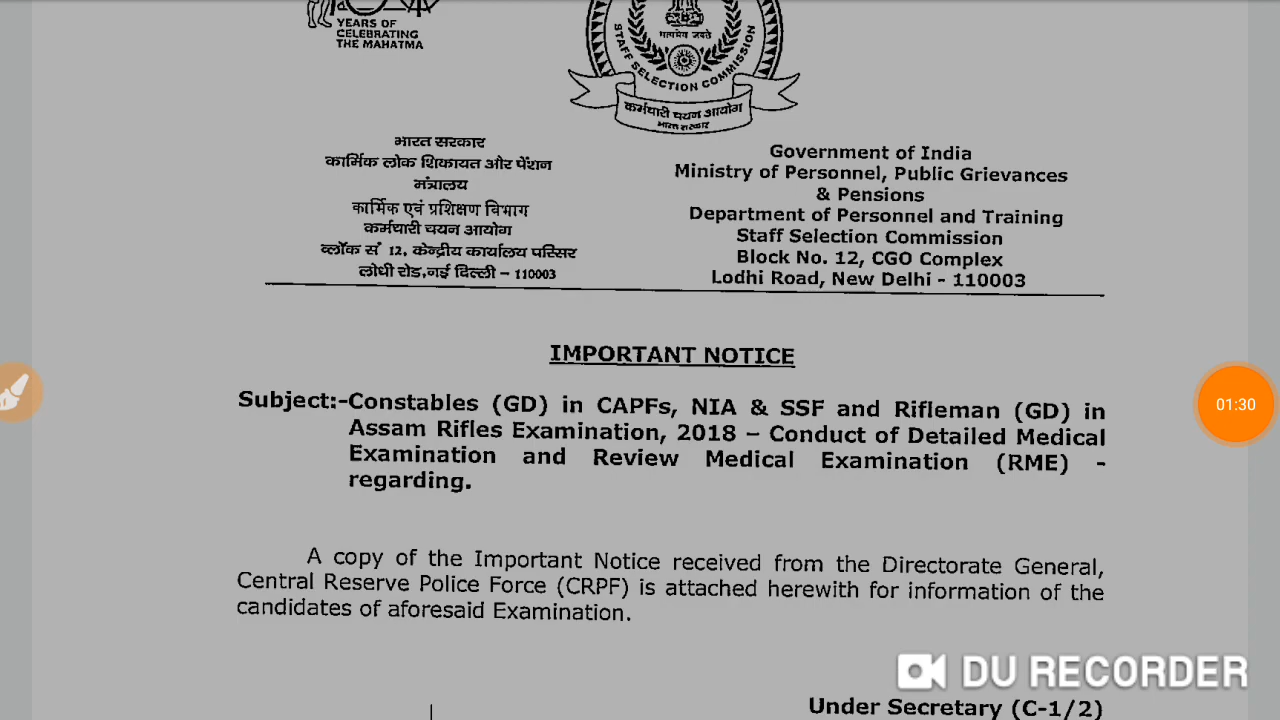 YEARS OF
CELEBRATING
THE MAHATMA
सत्यमेव जयते
STAFF SELECTION COMMISSION
कर्मचारी चयन आयोग
भारत सरकार
भारत सरकार
कार्मिक लोक शिकायत और पेंशन
मंत्रालय
कार्मिक एवं प्रशिक्षण विभाग
कर्मचारी चयन आयोग
ब्लॉक सं 12, केन्द्रीय कार्यालय परिसर
लोधी रोड,नई दिल्ली – 110003
Government of India
Ministry of Personnel, Public Grievances
& Pensions
Department of Personnel and Training
Staff Selection Commission
Block No. 12, CGO Complex
Lodhi Road, New Delhi - 110003
IMPORTANT NOTICE
Subject:-Constables (GD) in CAPFs, NIA & SSF and Rifleman (GD) in
Assam Rifles Examination, 2018 – Conduct of Detailed Medical
Examination and Review Medical Examination (RME) -
regarding.
A copy of the Important Notice received from the Directorate General,
Central Reserve Police Force (CRPF) is attached herewith for information of the
candidates of aforesaid Examination.
Under Secretary (C-1/2)
01:30
DU RECORDER